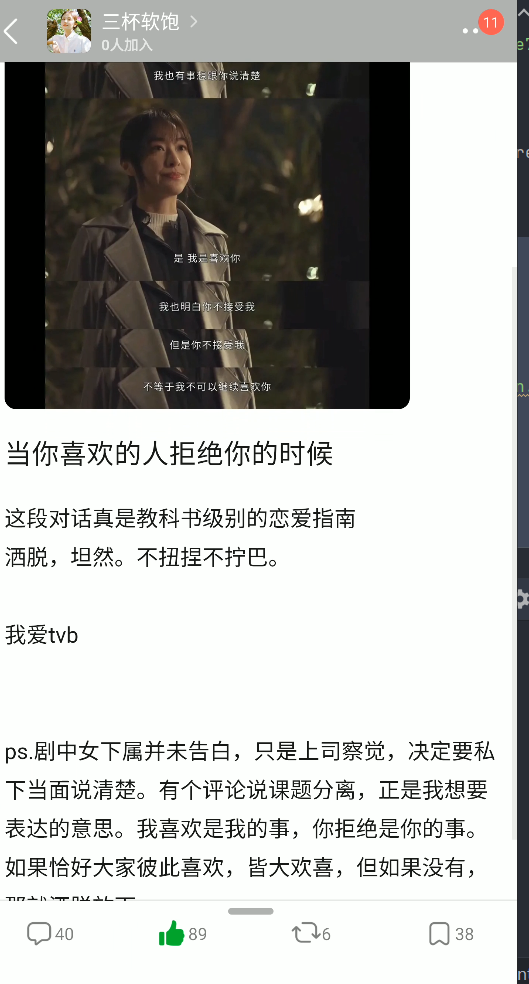 三杯软饱
0人加入
11
我也有事想跟你说清楚
是 我是喜欢你
我也明白你不接受我
但是你不接受我
不等于我不可以继续喜欢你
当你喜欢的人拒绝你的时候
这段对话真是教科书级别的恋爱指南
洒脱，坦然。不扭捏不拧巴。
我爱tvb
ps.剧中女下属并未告白，只是上司察觉，决定要私
下当面说清楚。有个评论说课题分离，正是我想要
表达的意思。我喜欢是我的事，你拒绝是你的事。
如果恰好大家彼此喜欢，皆大欢喜，但如果没有，
40
89
6
38